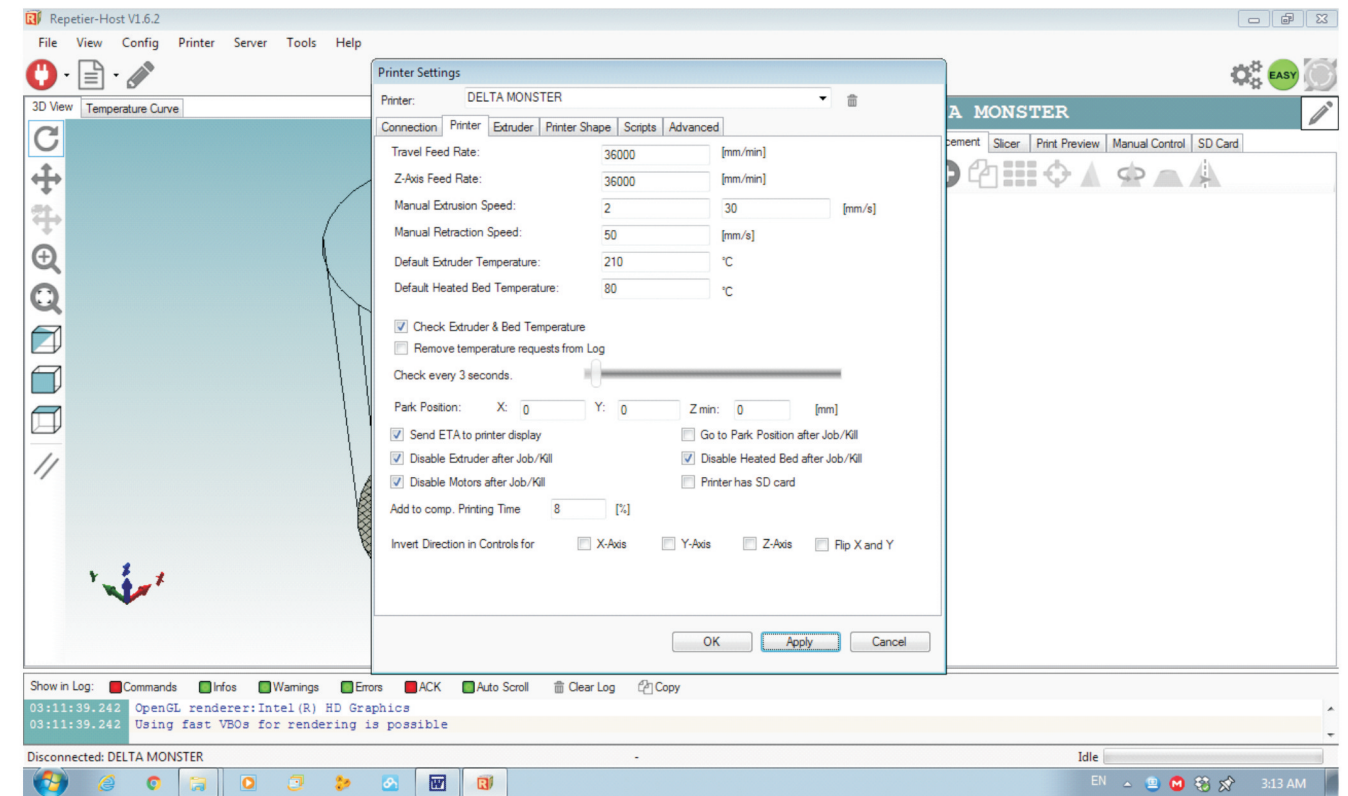 Repetier-Host V1.6.2
File View Config Printer Server Tools Help
EASY
3D View Temperature Curve
Printer Settings
Printer: DELTA MONSTER
Connection Printer Extruder Printer Shape Scripts Advanced
Travel Feed Rate: 36000 [mm/min]
Z-Axis Feed Rate: 36000 [mm/min]
Manual Extrusion Speed: 2 30 [mm/s]
Manual Retraction Speed: 50 [mm/s]
Default Extruder Temperature: 210 °C
Default Heated Bed Temperature: 80 °C
Check Extruder & Bed Temperature
Remove temperature requests from Log
Check every 3 seconds.
Park Position: X: 0 Y: 0 Z min: 0 [mm]
Send ETA to printer display Go to Park Position after Job/Kill
Disable Extruder after Job/Kill Disable Heated Bed after Job/Kill
Disable Motors after Job/Kill Printer has SD card
Add to comp. Printing Time 8 [%]
Invert Direction in Controls for X-Axis Y-Axis Z-Axis Flip X and Y
OK Apply Cancel
A MONSTER
cement Slicer Print Preview Manual Control SD Card
Y Z X
Show in Log: Commands Infos Warnings Errors ACK Auto Scroll Clear Log Copy
03:11:39.242 OpenGL renderer:Intel(R) HD Graphics
03:11:39.242 Using fast VBOs for rendering is possible
Disconnected: DELTA MONSTER - Idle
EN 3:13 AM